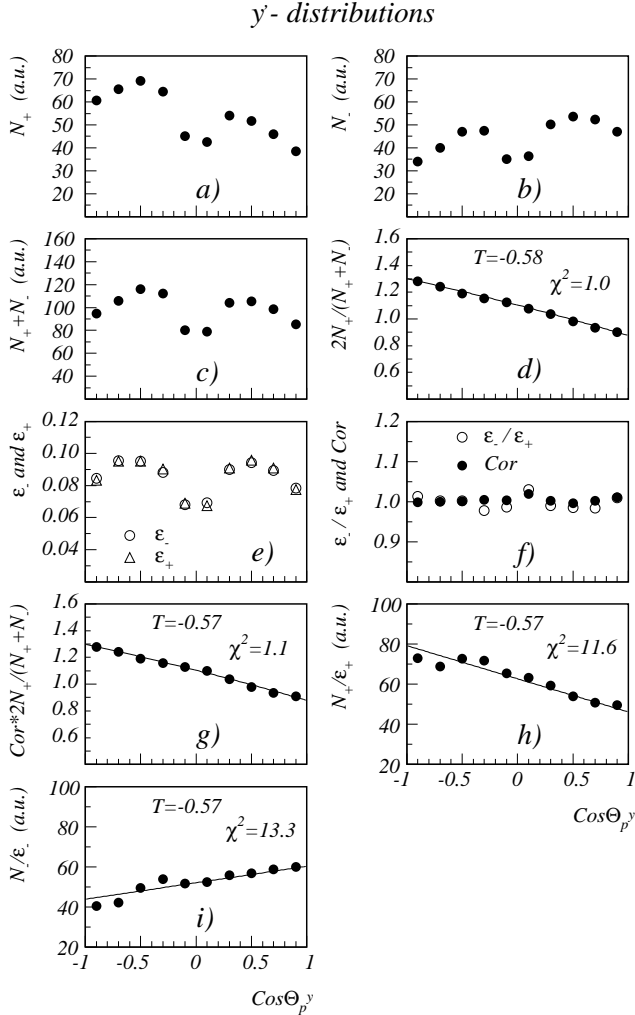 y'- distributions
N₊ (a.u.)
80
70
60
50
40
30
20
a)
N₋ (a.u.)
80
70
60
50
40
30
20
b)
N₊+N₋ (a.u.)
160
140
120
100
80
60
40
c)
2N₊/(N₊+N₋)
1.6
1.4
1.2
1.0
0.8
0.6
T=-0.58
χ²=1.0
d)
ε₋ and ε₊
0.12
0.10
0.08
0.06
0.04
ε₋
ε₊
e)
ε₋/ε₊ and Cor
1.2
1.1
1.0
0.9
ε₋/ε₊
Cor
f)
Cor*2N₊/(N₊+N₋)
1.6
1.4
1.2
1.0
0.8
0.6
T=-0.57
χ²=1.1
g)
N₊/ε₊ (a.u.)
100
80
60
40
20
T=-0.57
χ²=11.6
h)
-1 -0.5 0 0.5 1
CosΘₚʸ
N₋/ε₋ (a.u.)
100
80
60
40
20
T=-0.57
χ²=13.3
i)
-1 -0.5 0 0.5 1
CosΘₚʸ